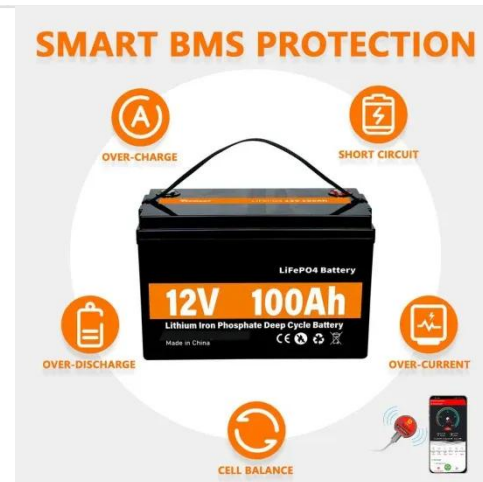 SMART BMS PROTECTION
OVER-CHARGE
SHORT CIRCUIT
LiFePO4 Battery
12V 100Ah
Lithium Iron Phosphate Deep Cycle Battery
Made in China
OVER-DISCHARGE
OVER-CURRENT
CELL BALANCE